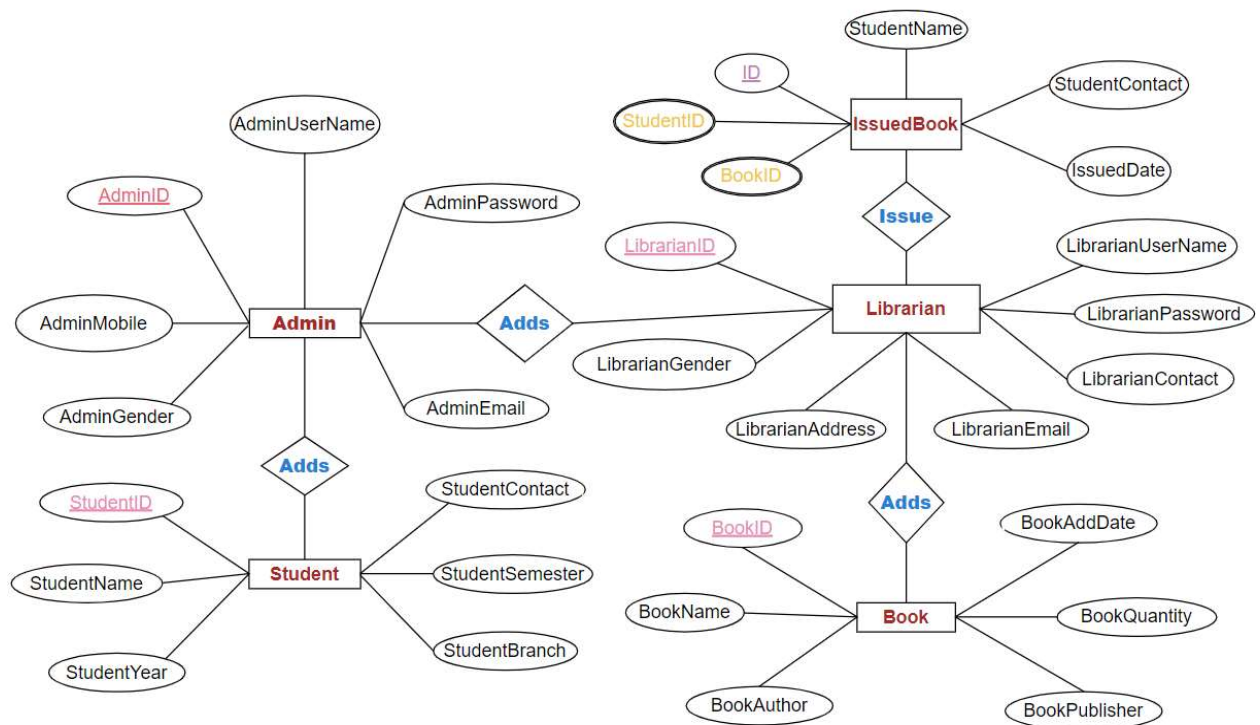 StudentName
ID
StudentContact
StudentID
IssuedBook
BookID
IssuedDate
Issue
AdminUserName
AdminID
AdminPassword
AdminMobile
Admin
Adds
AdminGender
AdminEmail
LibrarianID
LibrarianUserName
Librarian
LibrarianPassword
LibrarianGender
LibrarianContact
LibrarianAddress
LibrarianEmail
Adds
StudentID
StudentContact
StudentName
Student
StudentSemester
StudentYear
StudentBranch
Adds
BookID
BookAddDate
BookName
Book
BookQuantity
BookAuthor
BookPublisher